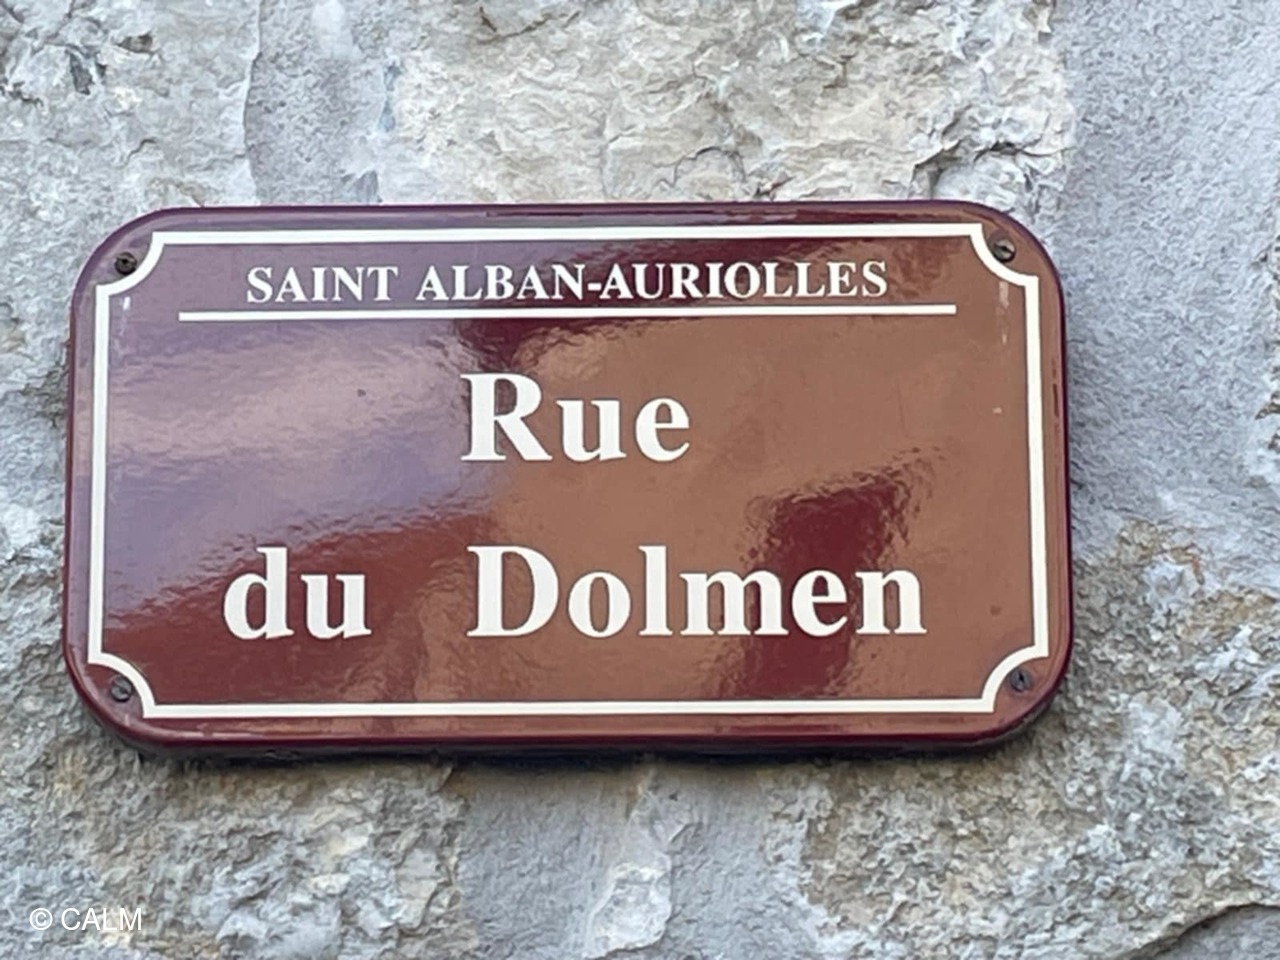 SAINT ALBAN-AURIOLLES
Rue
du Dolmen
© CALM